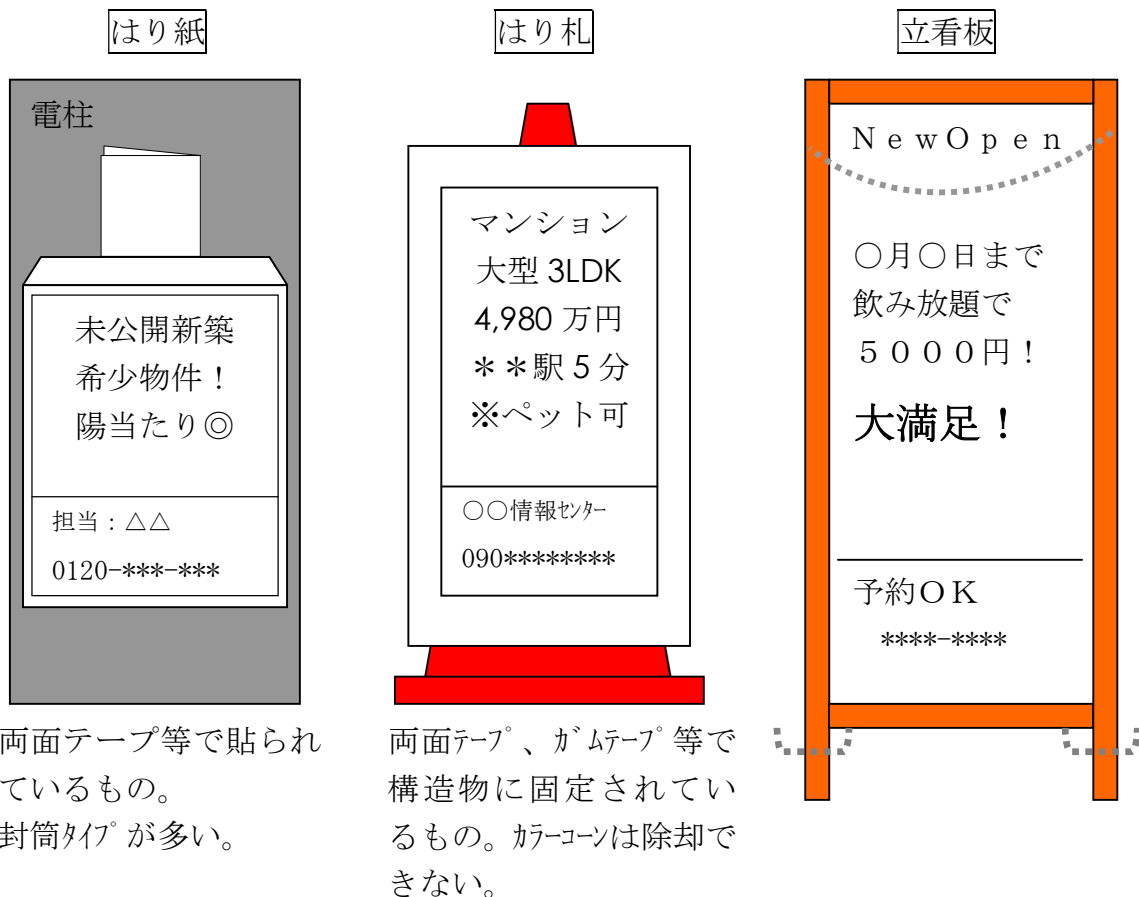 はり紙
電柱
未公開新築
希少物件！
陽当たり◎
担当：△△
0120-***-***
両面テープ等で貼られ
ているもの。
封筒ﾀｲﾌﾟが多い。
はり札
マンション
大型 3LDK
4,980 万円
＊＊駅 5 分
※ペット可
○○情報ｾﾝﾀｰ
090********
両面ﾃｰﾌﾟ、ｶﾞﾑﾃｰﾌﾟ等で
構造物に固定されてい
るもの。ｶﾗｰｺｰﾝは除却で
きない。
立看板
ＮｅｗＯｐｅｎ
○月○日まで
飲み放題で
５０００円！
大満足！
予約ＯＫ
****-****